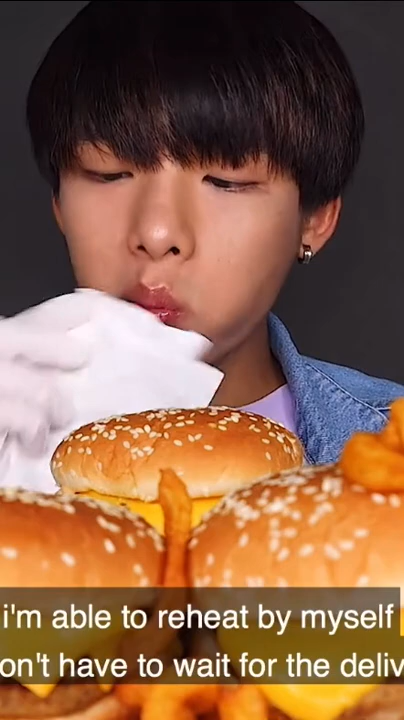 i'm able to reheat by myself
on't have to wait for the deliv